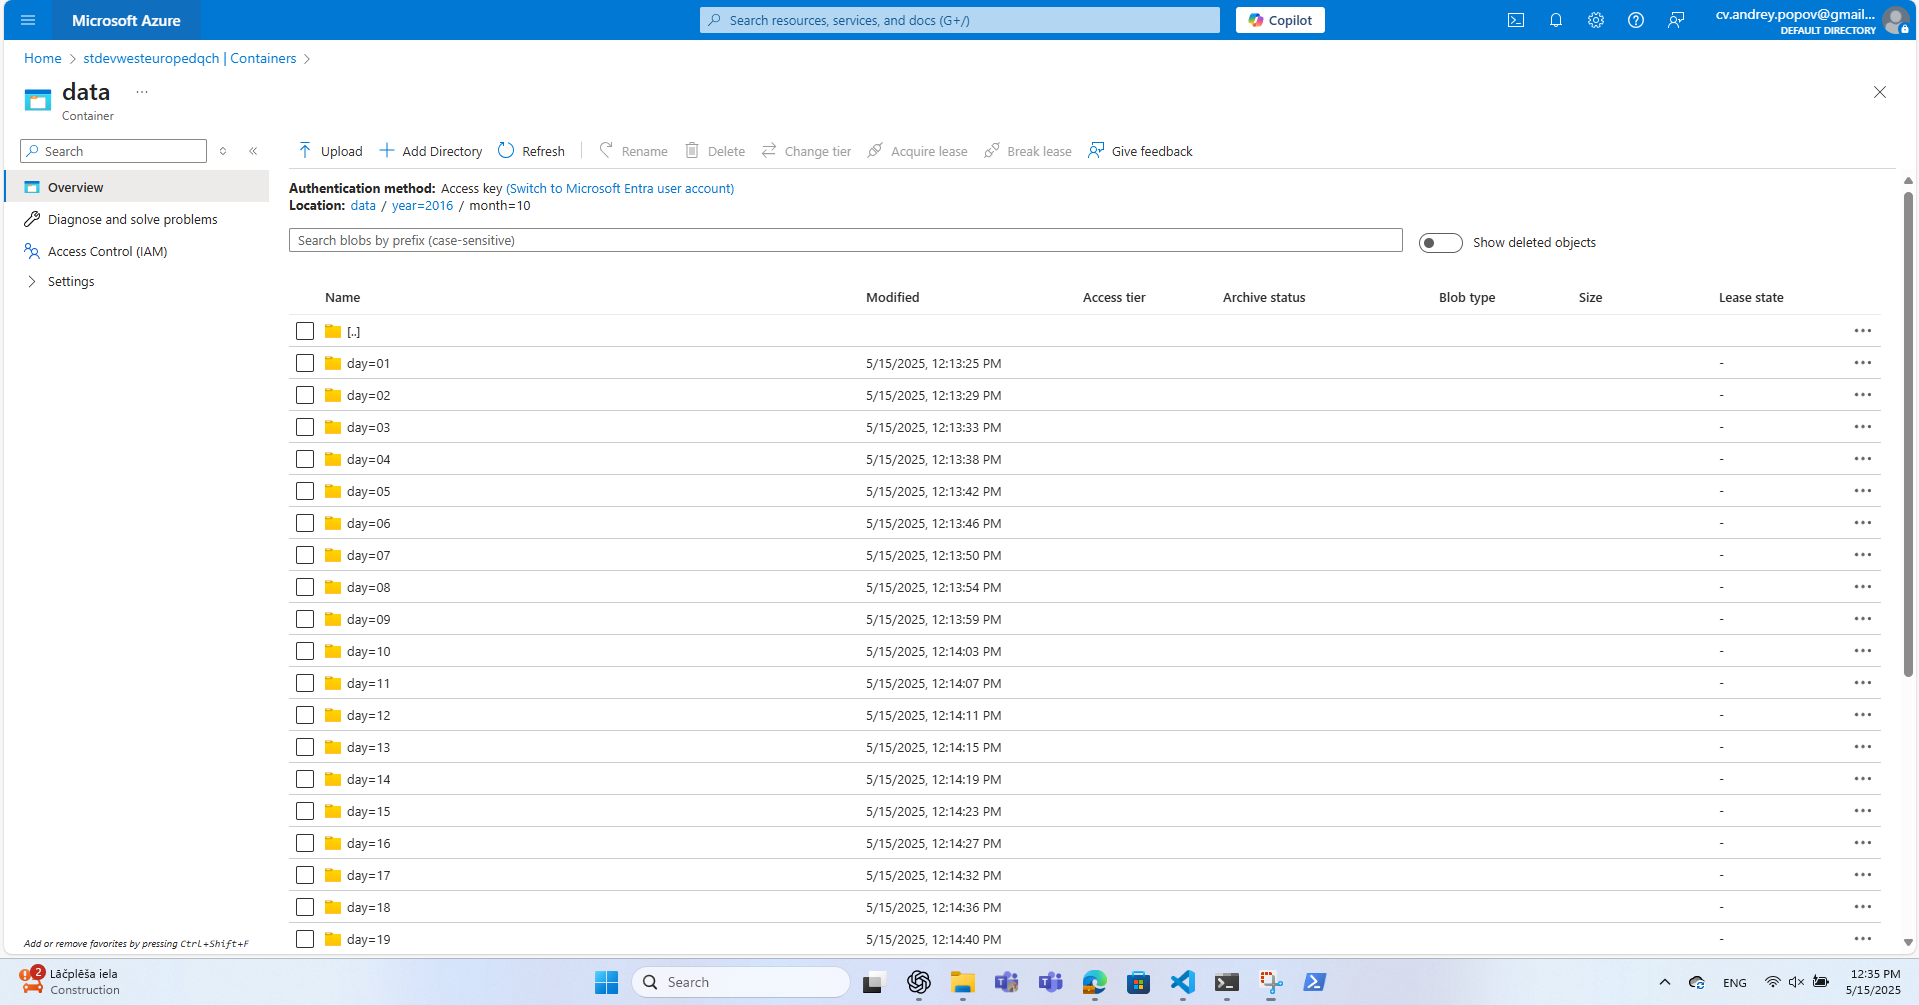 Microsoft Azure
Search resources, services, and docs (G+/)
Copilot
cv.andrey.popov@gmail...
DEFAULT DIRECTORY
Home > stdevwesteuropedqch | Containers >
data ...
Container
Search
Upload Add Directory Refresh Rename Delete Change tier Acquire lease Break lease Give feedback
Overview
Diagnose and solve problems
Access Control (IAM)
Settings
Authentication method: Access key (Switch to Microsoft Entra user account)
Location: data / year=2016 / month=10
Search blobs by prefix (case-sensitive)
Show deleted objects
Name Modified Access tier Archive status Blob type Size Lease state
[..]
day=01 5/15/2025, 12:13:25 PM -
day=02 5/15/2025, 12:13:29 PM -
day=03 5/15/2025, 12:13:33 PM -
day=04 5/15/2025, 12:13:38 PM -
day=05 5/15/2025, 12:13:42 PM -
day=06 5/15/2025, 12:13:46 PM -
day=07 5/15/2025, 12:13:50 PM -
day=08 5/15/2025, 12:13:54 PM -
day=09 5/15/2025, 12:13:59 PM -
day=10 5/15/2025, 12:14:03 PM -
day=11 5/15/2025, 12:14:07 PM -
day=12 5/15/2025, 12:14:11 PM -
day=13 5/15/2025, 12:14:15 PM -
day=14 5/15/2025, 12:14:19 PM -
day=15 5/15/2025, 12:14:23 PM -
day=16 5/15/2025, 12:14:27 PM -
day=17 5/15/2025, 12:14:32 PM -
day=18 5/15/2025, 12:14:36 PM -
day=19 5/15/2025, 12:14:40 PM -
Add or remove favorites by pressing Ctrl+Shift+F
2
Lāčplēša iela
Construction
Search
ENG
12:35 PM
5/15/2025